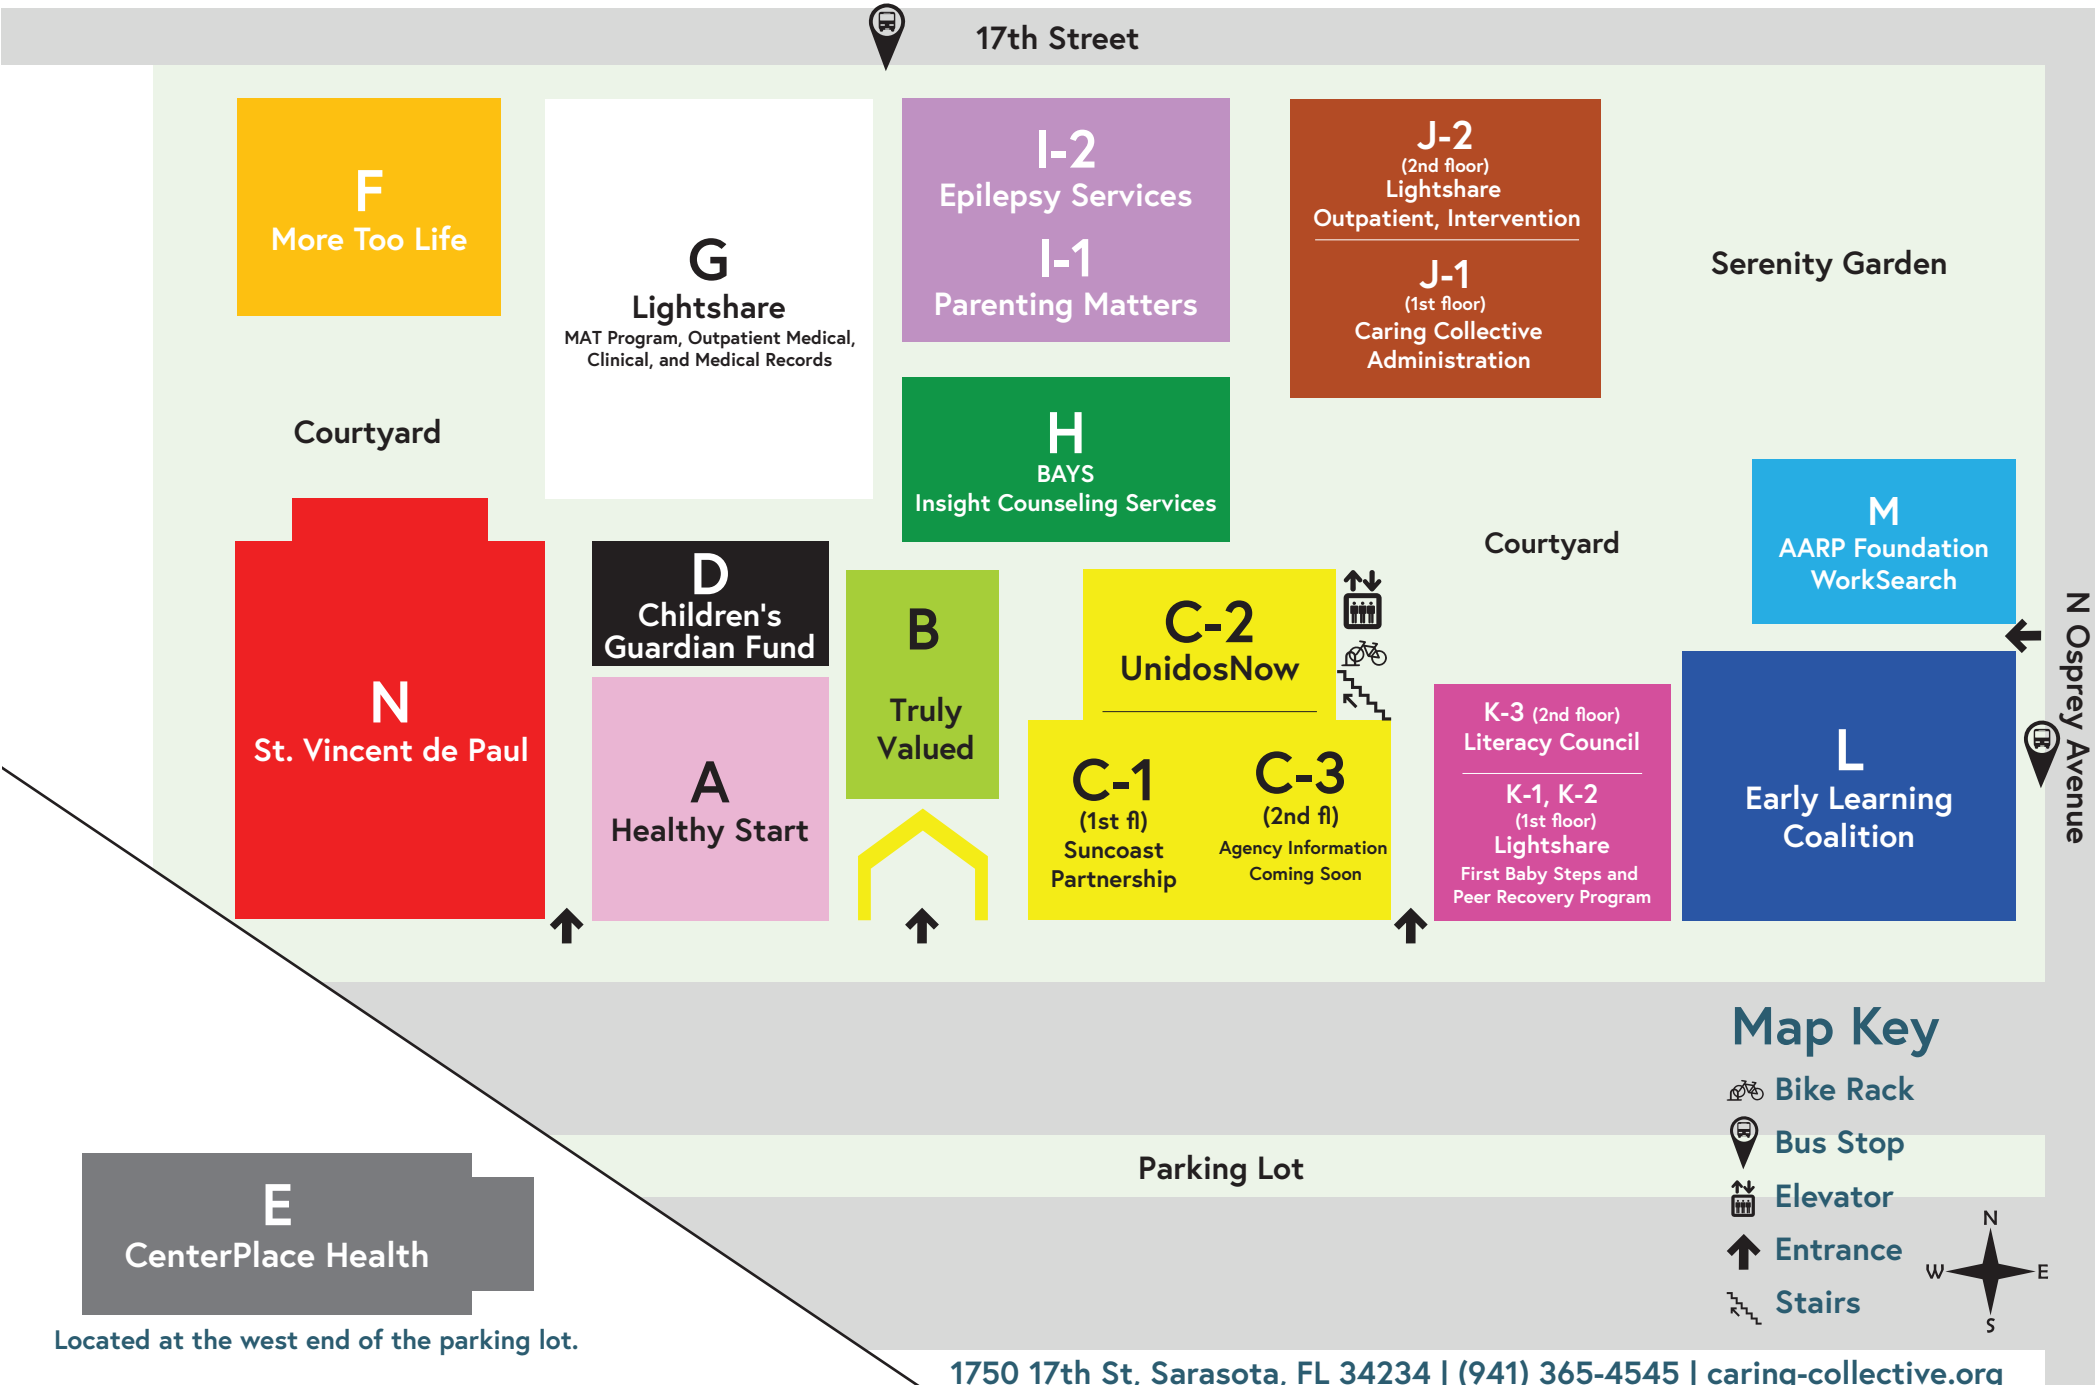 17th Street
F
More Too Life
G
Lightshare
MAT Program, Outpatient Medical,
Clinical, and Medical Records
I-2
Epilepsy Services
I-1
Parenting Matters
J-2
(2nd floor)
Lightshare
Outpatient, Intervention
J-1
(1st floor)
Caring Collective
Administration
Serenity Garden
Courtyard
H
BAYS
Insight Counseling Services
Courtyard
M
AARP Foundation
WorkSearch
N Osprey Avenue
N
St. Vincent de Paul
D
Children's
Guardian Fund
A
Healthy Start
B
Truly
Valued
C-2
UnidosNow
C-1
(1st fl)
Suncoast
Partnership
C-3
(2nd fl)
Agency Information
Coming Soon
K-3 (2nd floor)
Literacy Council
K-1, K-2
(1st floor)
Lightshare
First Baby Steps and
Peer Recovery Program
L
Early Learning
Coalition
Map Key
Bike Rack
Bus Stop
Elevator
Entrance
Stairs
N
W
E
S
Parking Lot
E
CenterPlace Health
Located at the west end of the parking lot.
1750 17th St, Sarasota, FL 34234 | (941) 365-4545 | caring-collective.org